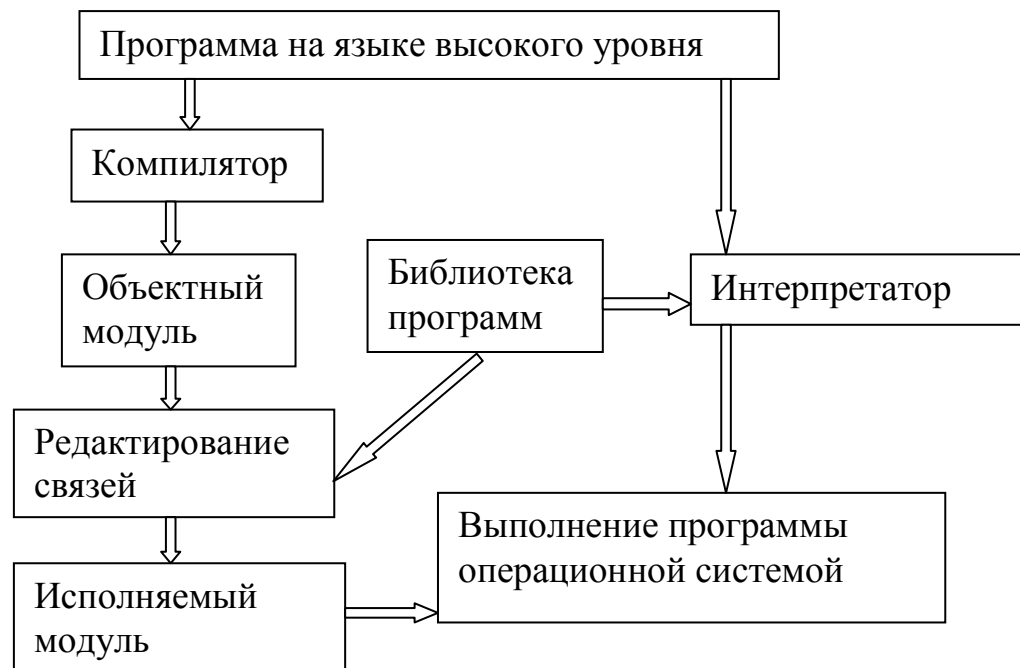 Программа на языке высокого уровня
Компилятор
Объектный
модуль
Библиотека
программ
Интерпретатор
Редактирование
связей
Выполнение программы
операционной системой
Исполняемый
модуль